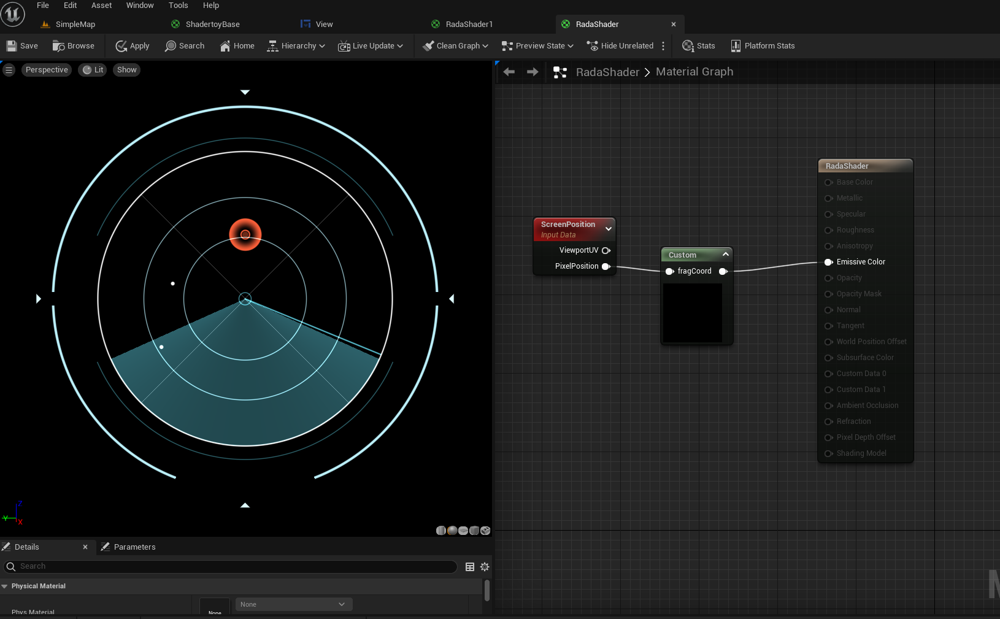 File Edit Asset Window Tools Help
SimpleMap ShadertoyBase View RadaShader1 RadaShader
Save Browse Apply Search Home Hierarchy Live Update Clean Graph Preview State Hide Unrelated Stats Platform Stats
Perspective Lit Show
RadaShader > Material Graph
RadaShader
Base Color
Metallic
Specular
Roughness
Anisotropy
Emissive Color
Opacity
Opacity Mask
Normal
Tangent
World Position Offset
Subsurface Color
Custom Data 0
Custom Data 1
Ambient Occlusion
Refraction
Pixel Depth Offset
Shading Model
ScreenPosition
Input Data
ViewportUV
PixelPosition
Custom
fragCoord
Z
Y
X
Details Parameters
Search
Physical Material
Phys Material
None
None
M